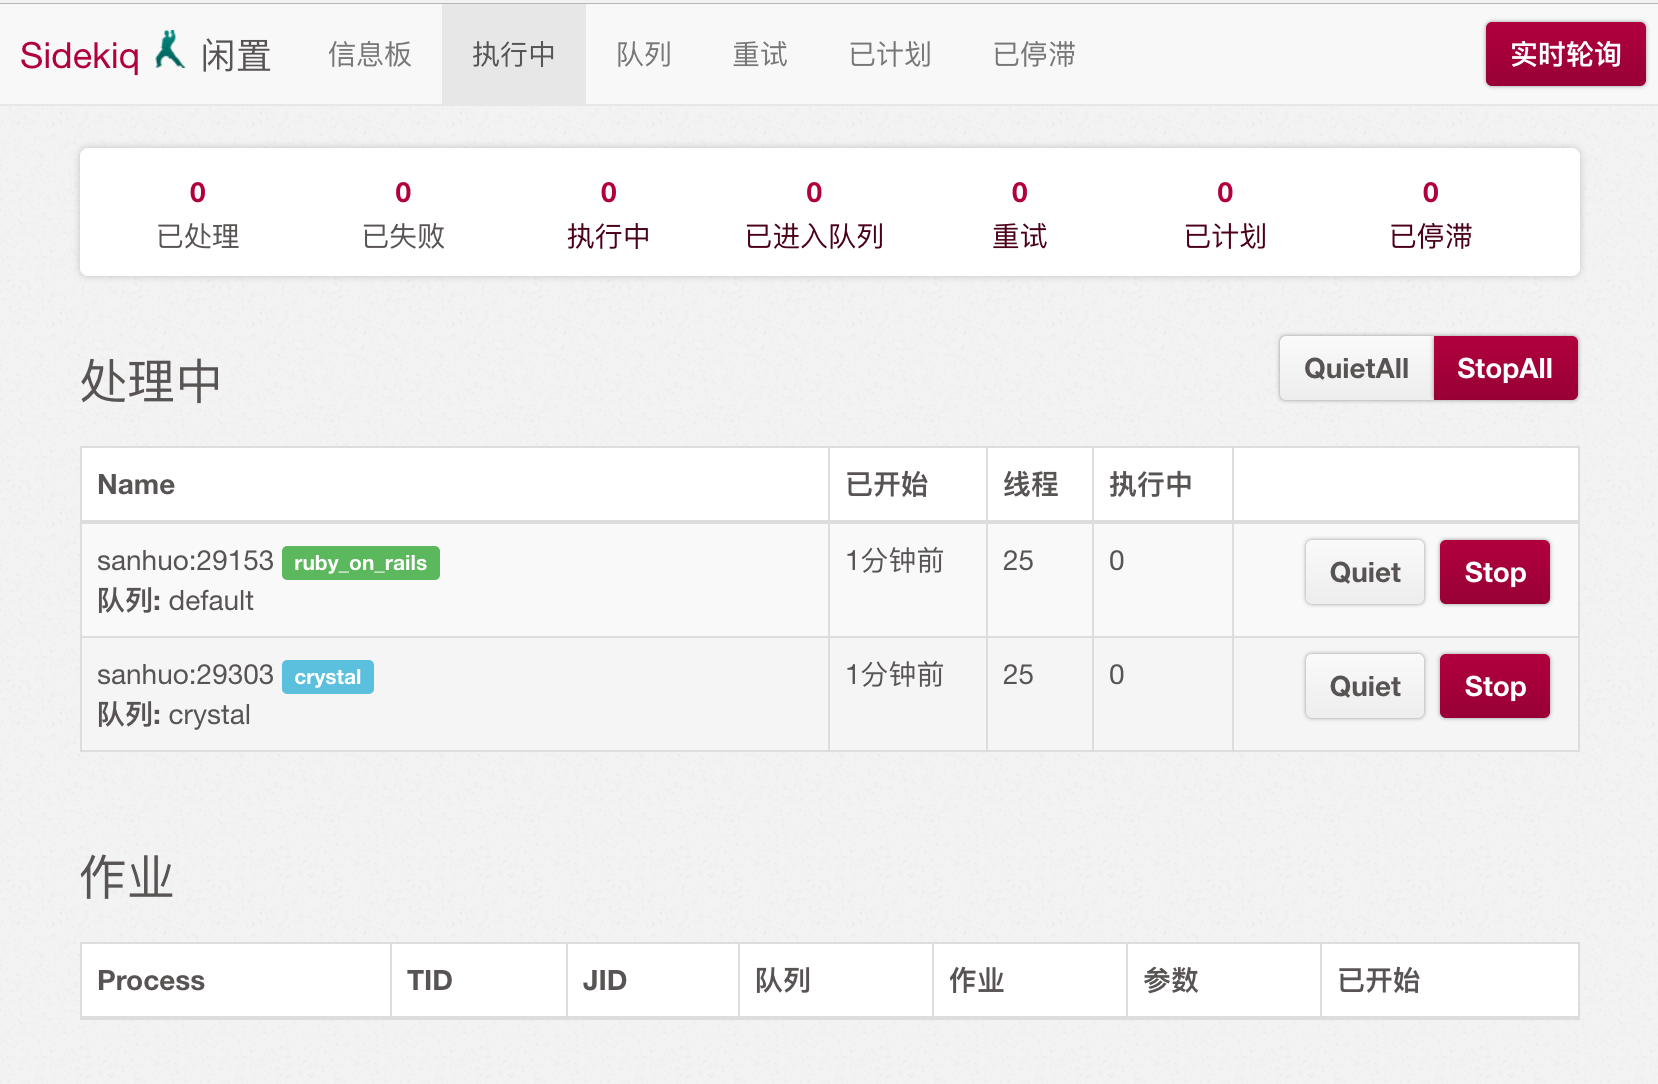 Sidekiq 闲置 信息板 执行中 队列 重试 已计划 已停滞 实时轮询
0 0 0 0 0 0 0
已处理 已失败 执行中 已进入队列 重试 已计划 已停滞
处理中 QuietAll StopAll
Name 已开始 线程 执行中
sanhuo:29153 ruby_on_rails 1分钟前 25 0 Quiet Stop
队列: default
sanhuo:29303 crystal 1分钟前 25 0 Quiet Stop
队列: crystal
作业
Process TID JID 队列 作业 参数 已开始